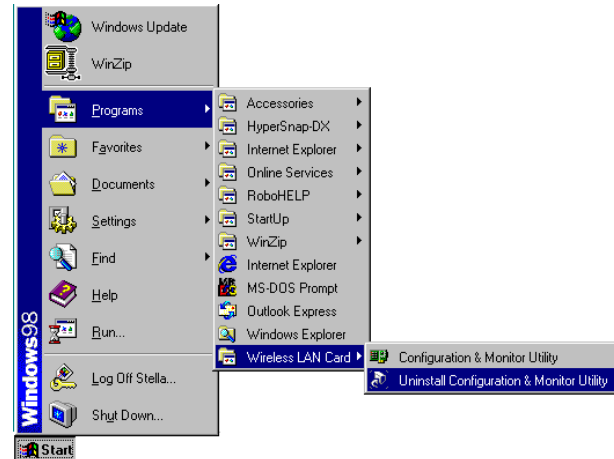 Windows Update
WinZip
Programs
Favorites
Documents
Settings
Find
Help
Run...
Log Off Stella...
Shut Down...
Windows98
Start
Accessories
HyperSnap-DX
Internet Explorer
Online Services
RoboHELP
StartUp
WinZip
Internet Explorer
MS-DOS Prompt
Outlook Express
Windows Explorer
Wireless LAN Card
Configuration & Monitor Utility
Uninstall Configuration & Monitor Utility